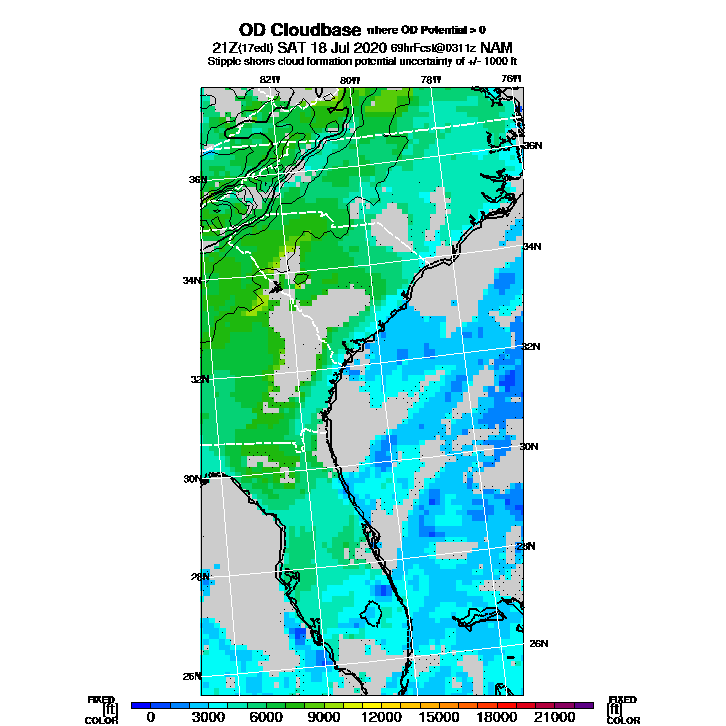 OD Cloudbase where OD Potential > 0
21Z(17edt) SAT 18 Jul 2020 69hrFcst@0311z NAM
Stipple shows cloud formation potential uncertainty of +/- 1000 ft
82W 80W 78W 76W
36N 36N
34N 34N
32N 32N
30N 30N
28N 28N
26N 26N
FIXED FIXED
[ft] [ft]
COLOR 0 3000 6000 9000 12000 15000 18000 21000 COLOR